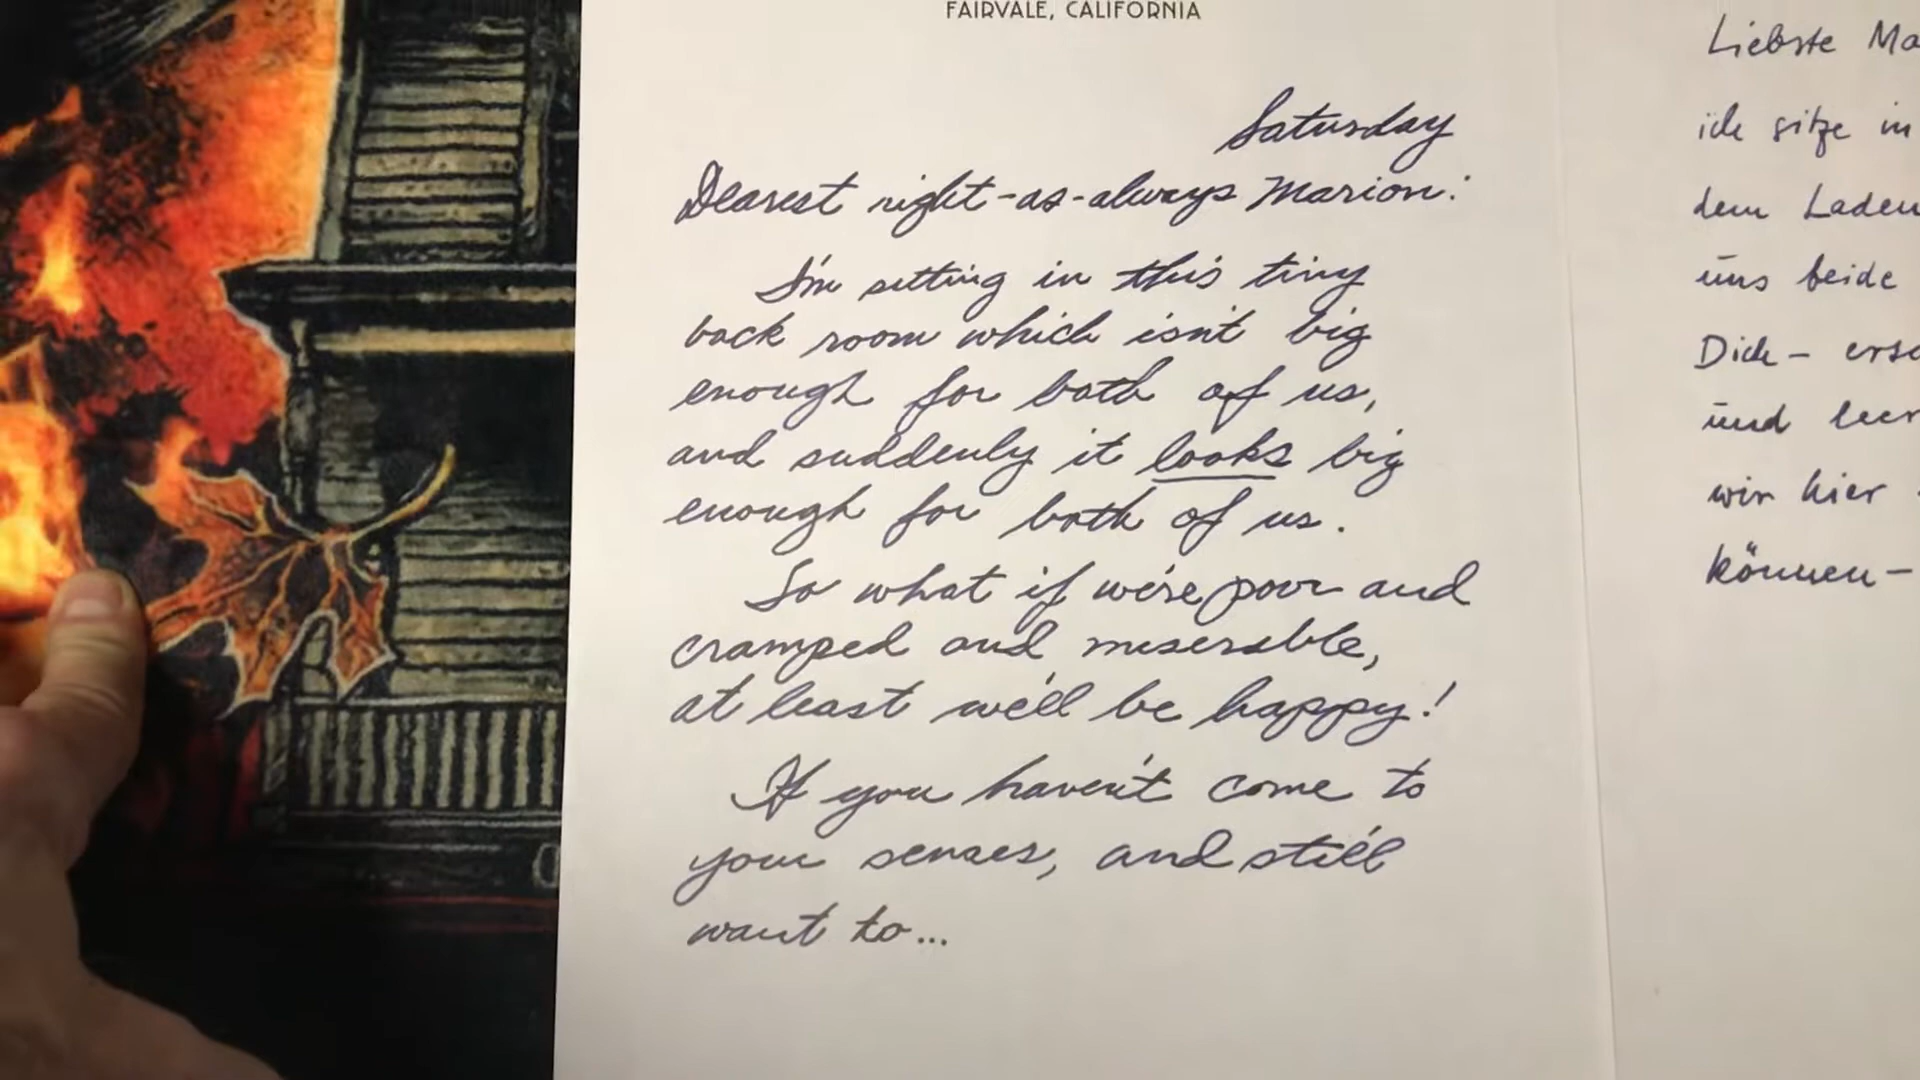 FAIRVALE, CALIFORNIA
Saturday
Dearest right-as-always Marion:
I'm sitting in this tiny
back room which isn't big
enough for both of us,
and suddenly it looks big
enough for both of us.
So what if we're poor and
cramped and miserable,
at least we'll be happy!
If you haven't come to
your senses, and still
want to...
Liebste Ma
ich sitze in
dem Laden
uns beide
Dich- ersc
und leer
wir hier
können-